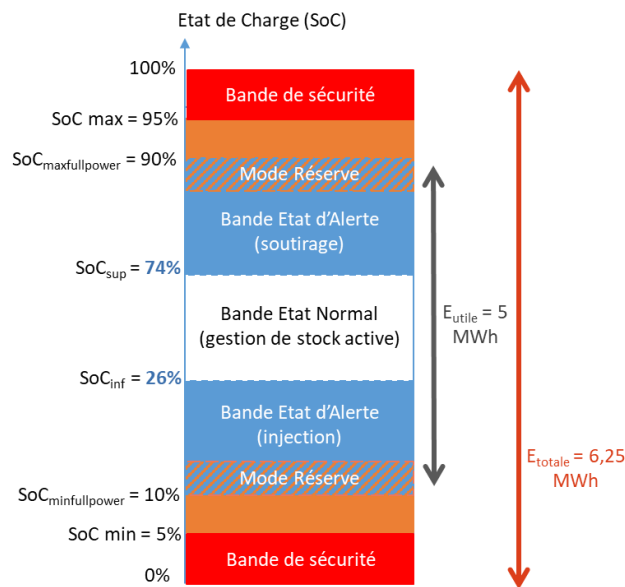 Etat de Charge (SoC)
100%
Bande de sécurité
SoC max = 95%
SoCmaxfullpower = 90%
Mode Réserve
Bande Etat d’Alerte
(soutirage)
SoCsup = 74%
Bande Etat Normal
(gestion de stock active)
Eutile = 5
MWh
SoCinf = 26%
Bande Etat d’Alerte
(injection)
Etotale = 6,25
MWh
Mode Réserve
SoCminfullpower = 10%
SoC min = 5%
Bande de sécurité
0%